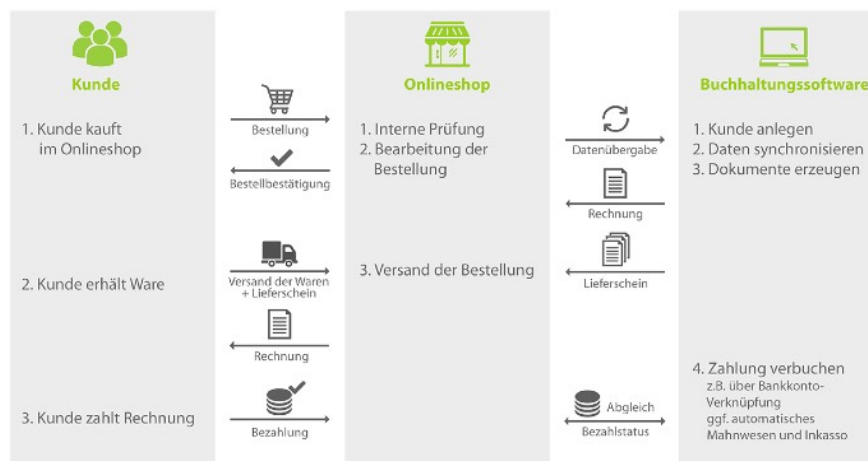 Kunde
1. Kunde kauft
im Onlineshop
2. Kunde erhält Ware
3. Kunde zahlt Rechnung
Bestellung
Bestellbestätigung
Versand der Waren
+ Lieferschein
Rechnung
Bezahlung
Onlineshop
1. Interne Prüfung
2. Bearbeitung der
Bestellung
3. Versand der Bestellung
Datenübergabe
Rechnung
Lieferschein
Abgleich
Bezahlstatus
Buchhaltungssoftware
1. Kunde anlegen
2. Daten synchronisieren
3. Dokumente erzeugen
4. Zahlung verbuchen
z.B. über Bankkonto-
Verknüpfung
ggf. automatisches
Mahnwesen und Inkasso